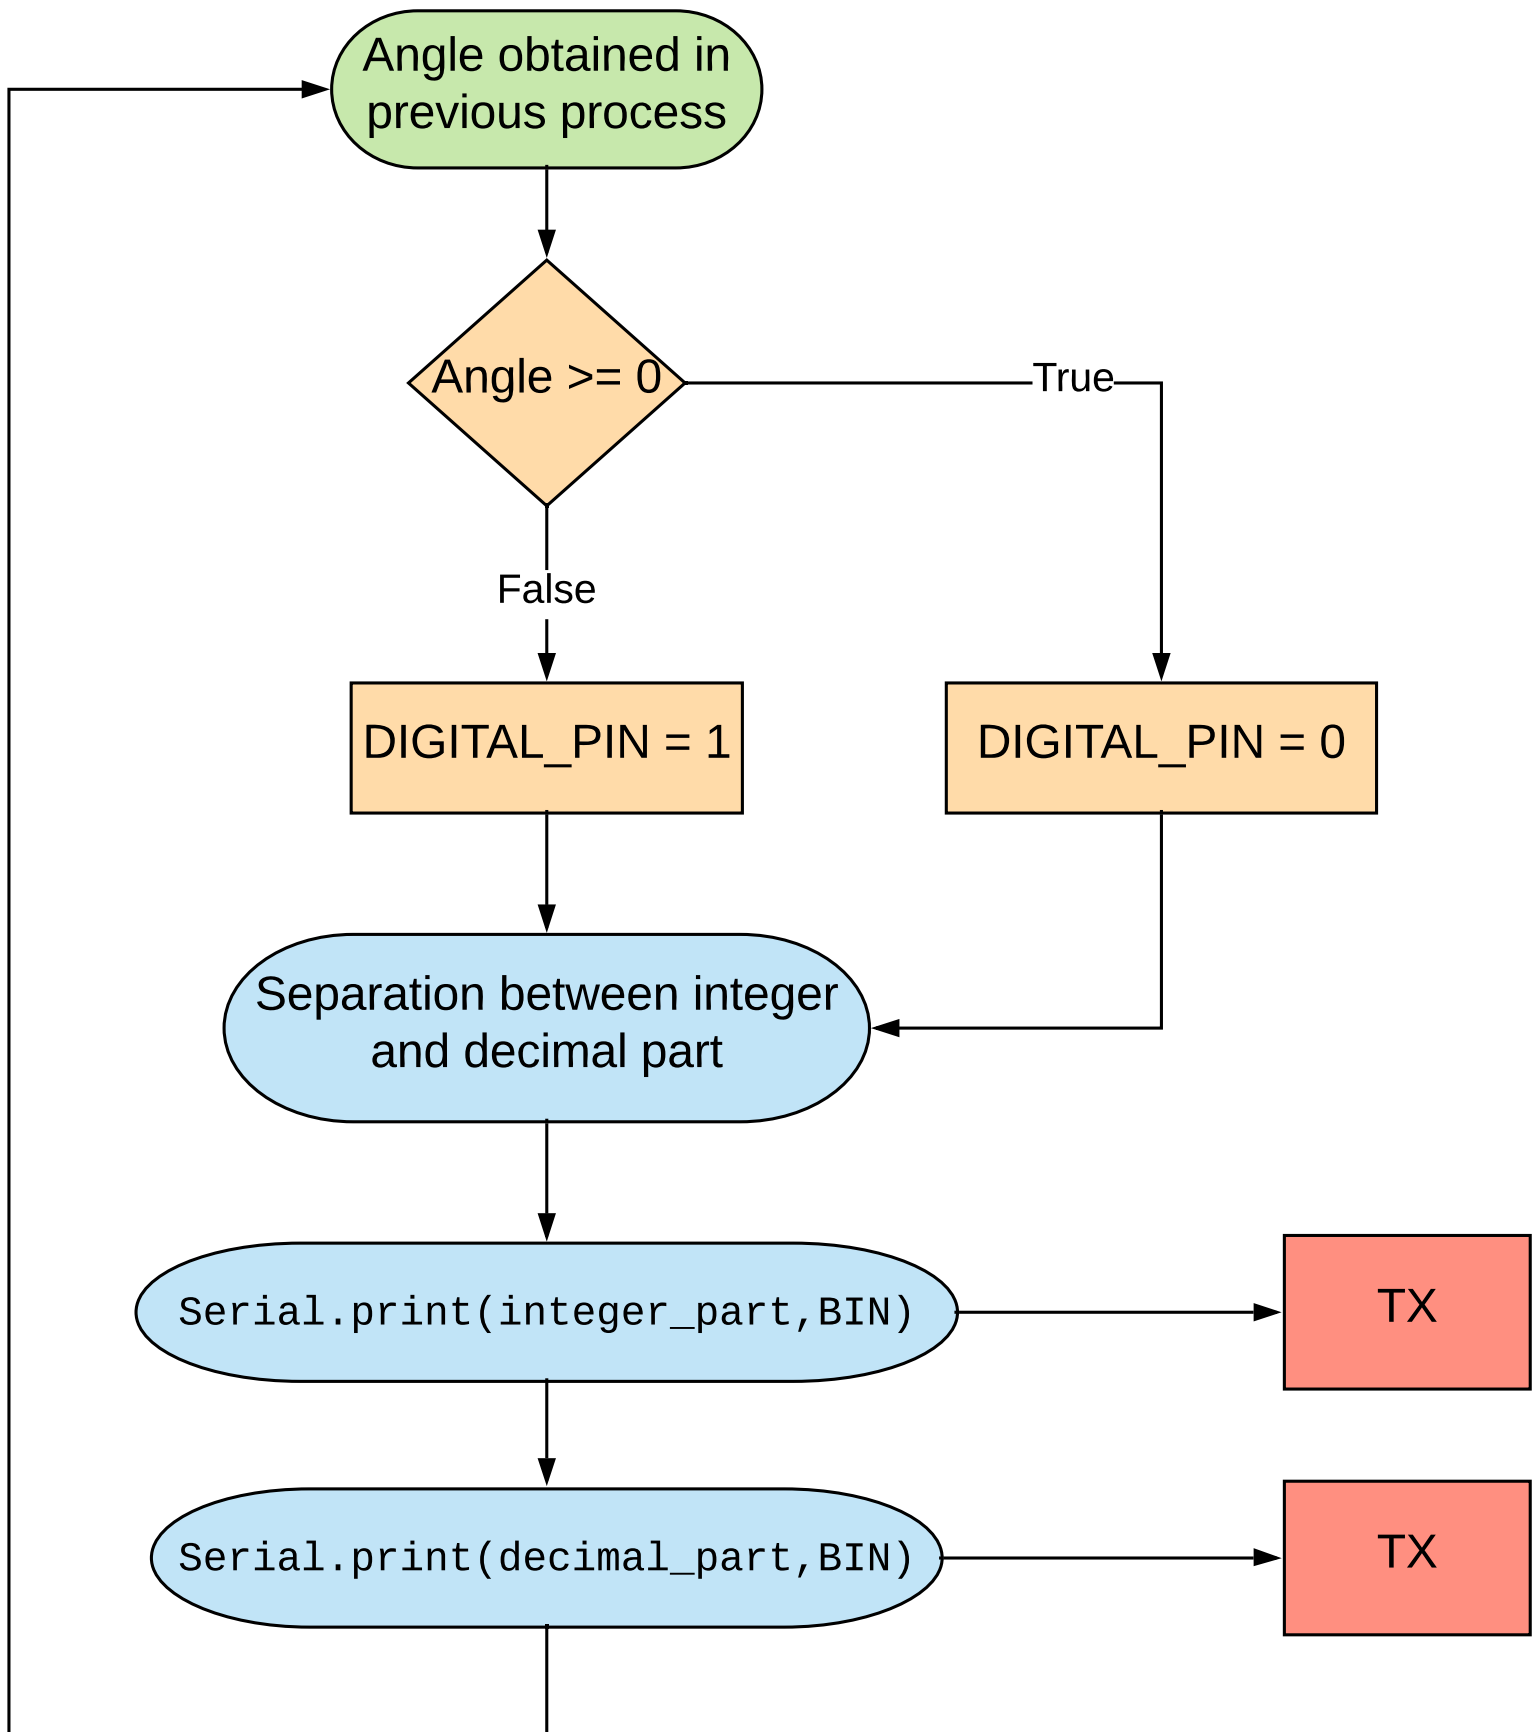 Angle obtained in
previous process
Angle >= 0
True
False
DIGITAL_PIN = 1
DIGITAL_PIN = 0
Separation between integer
and decimal part
Serial.print(integer_part,BIN)
TX
Serial.print(decimal_part,BIN)
TX